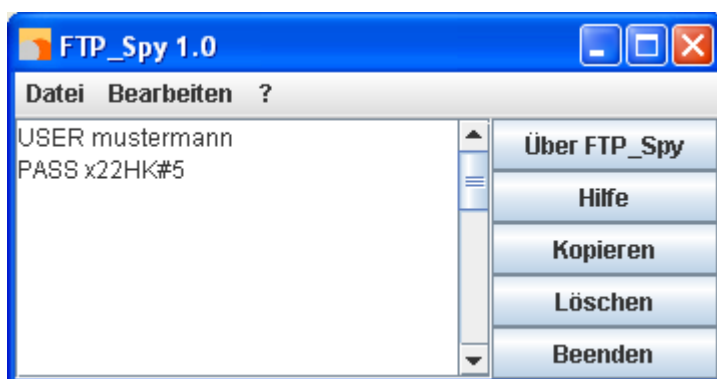 FTP_Spy 1.0
Datei Bearbeiten ?
USER mustermann
PASS x22HK#5
Über FTP_Spy
Hilfe
Kopieren
Löschen
Beenden